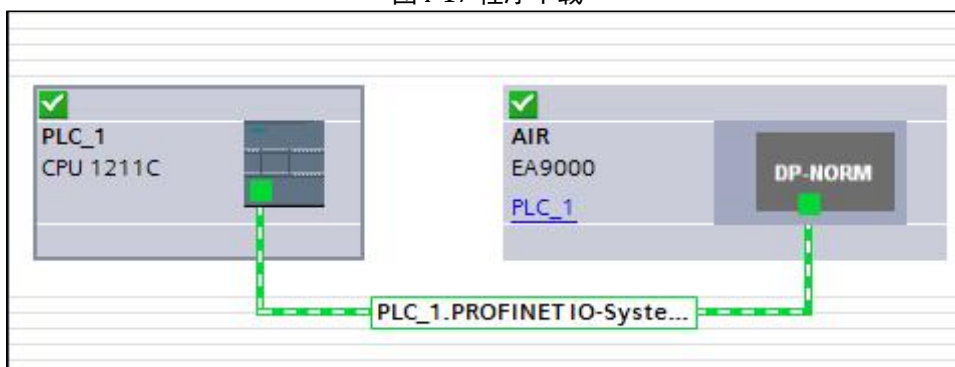 PLC_1
CPU 1211C
AIR
EA9000
PLC_1
DP-NORM
PLC_1.PROFINET IO-Syste...